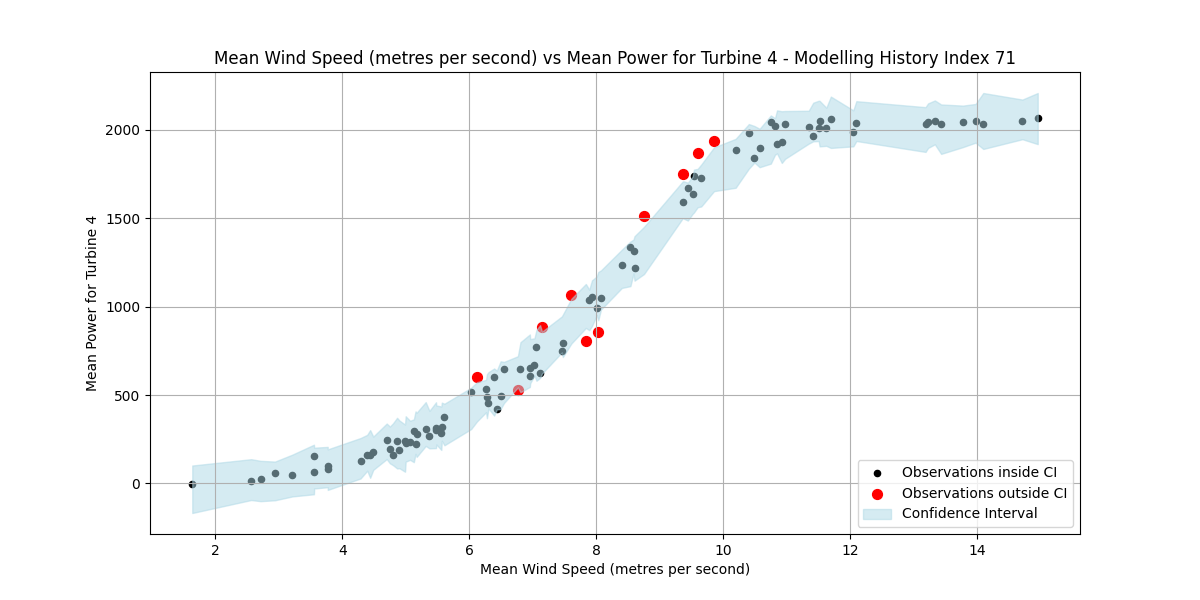 Mean Wind Speed (metres per second) vs Mean Power for Turbine 4 - Modelling History Index 71
2000
1500
1000
500
0
Mean Power for Turbine 4
Observations inside CI
Observations outside CI
Confidence Interval
2 4 6 8 10 12 14
Mean Wind Speed (metres per second)